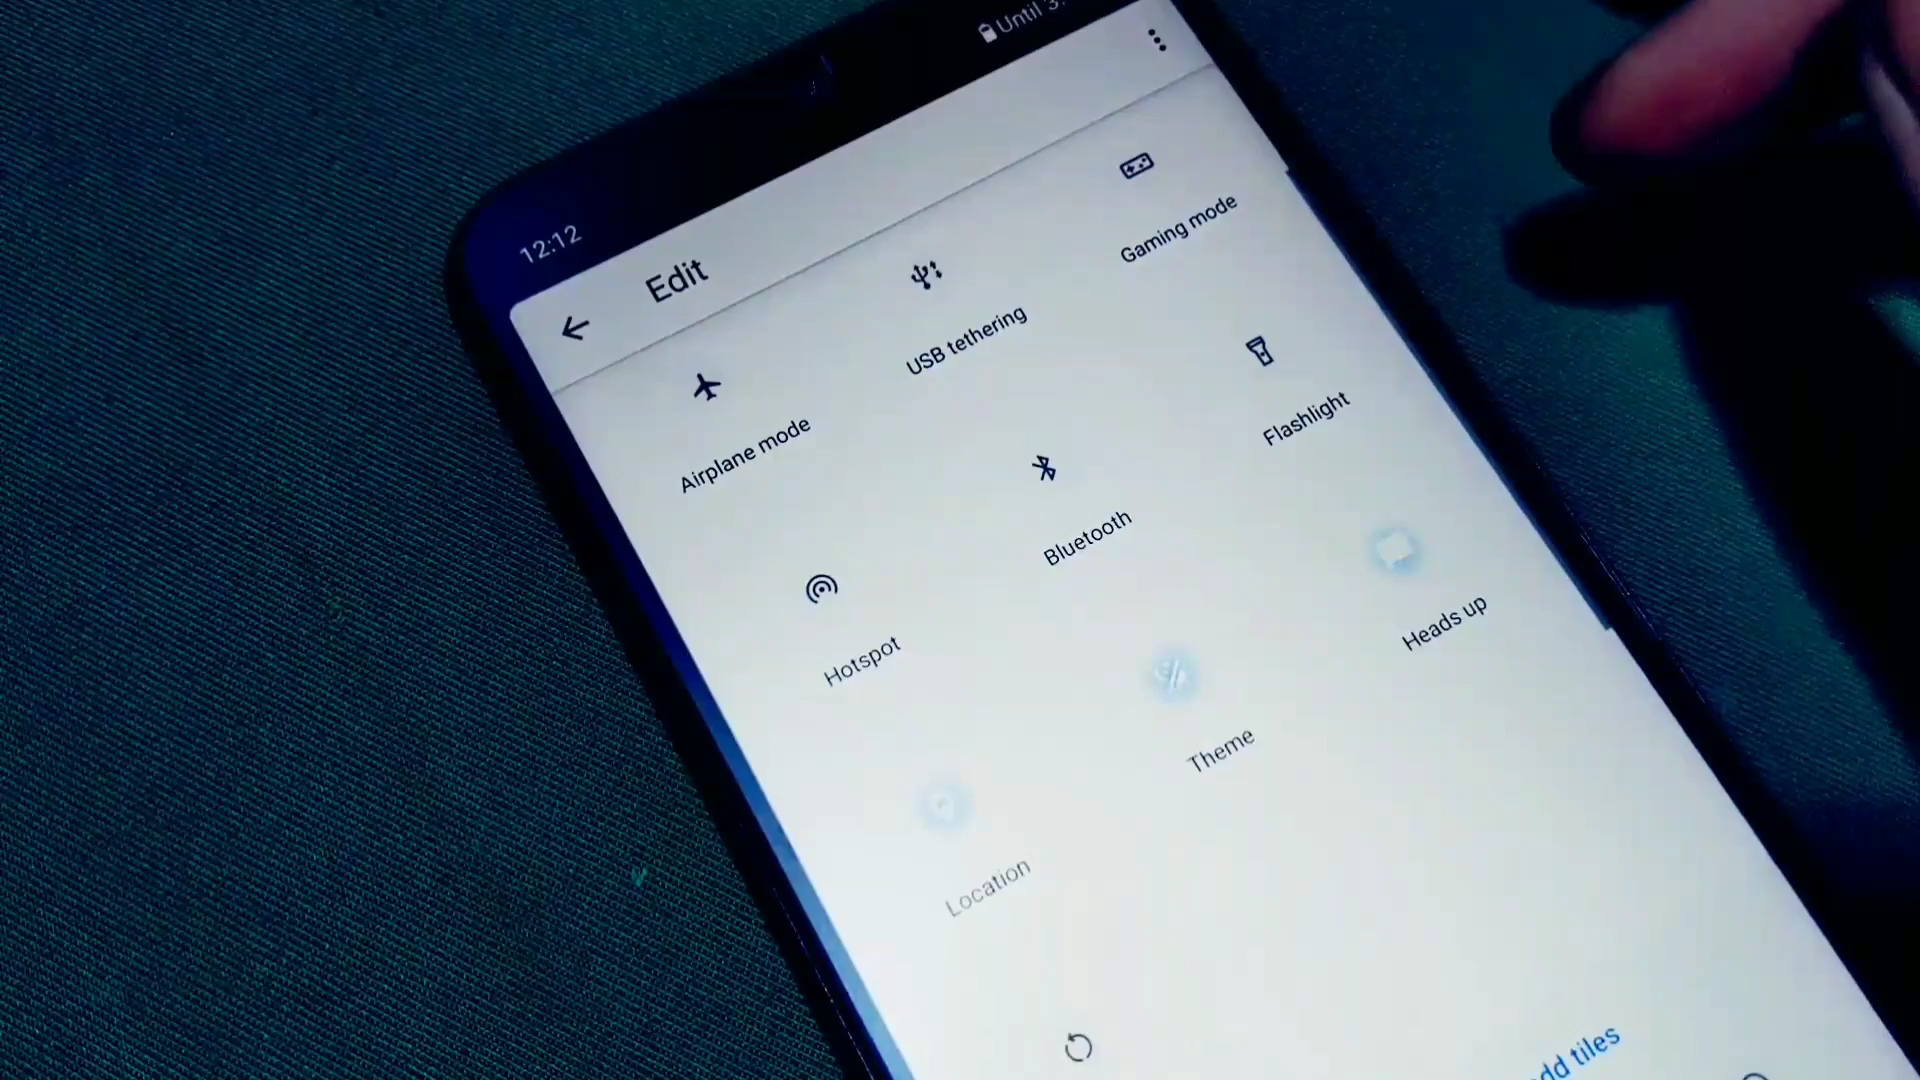 12:12
Until 3
Edit
Airplane mode
USB tethering
Gaming mode
Hotspot
Bluetooth
Flashlight
Location
Theme
Heads up
tiles